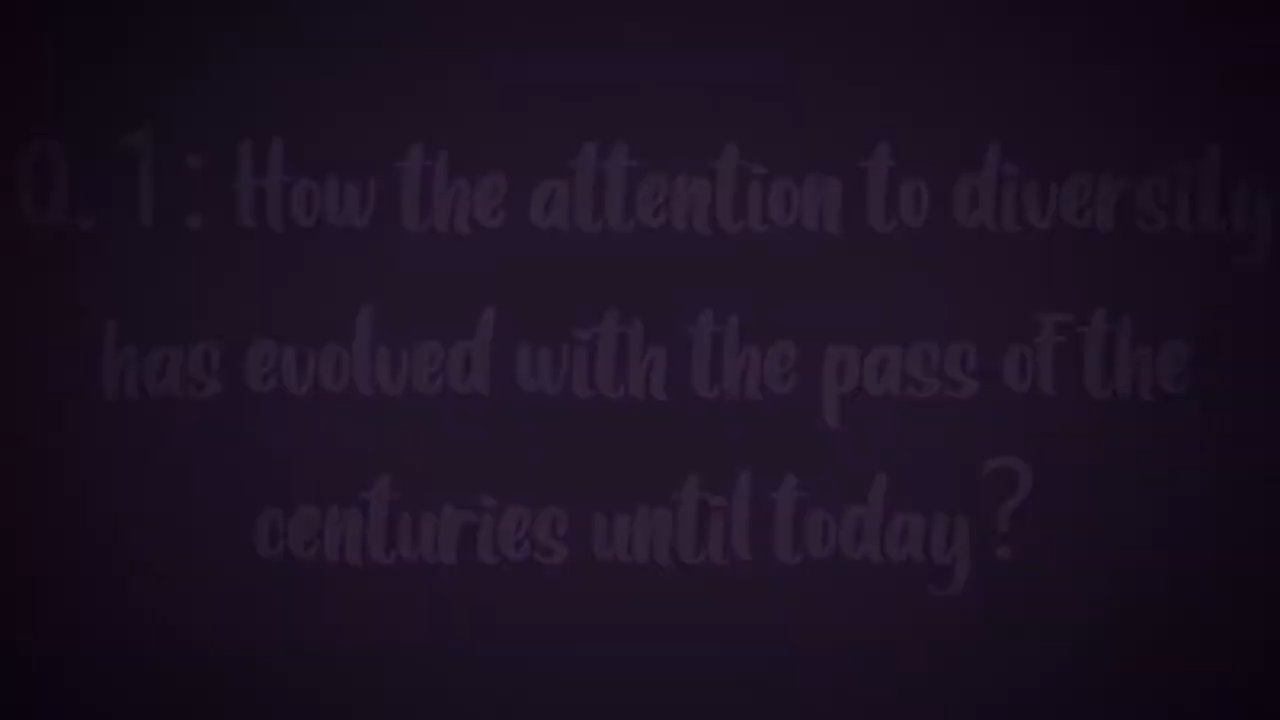 Q. 1: How the attention to diversity
has evolved with the pass of the
centuries until today?